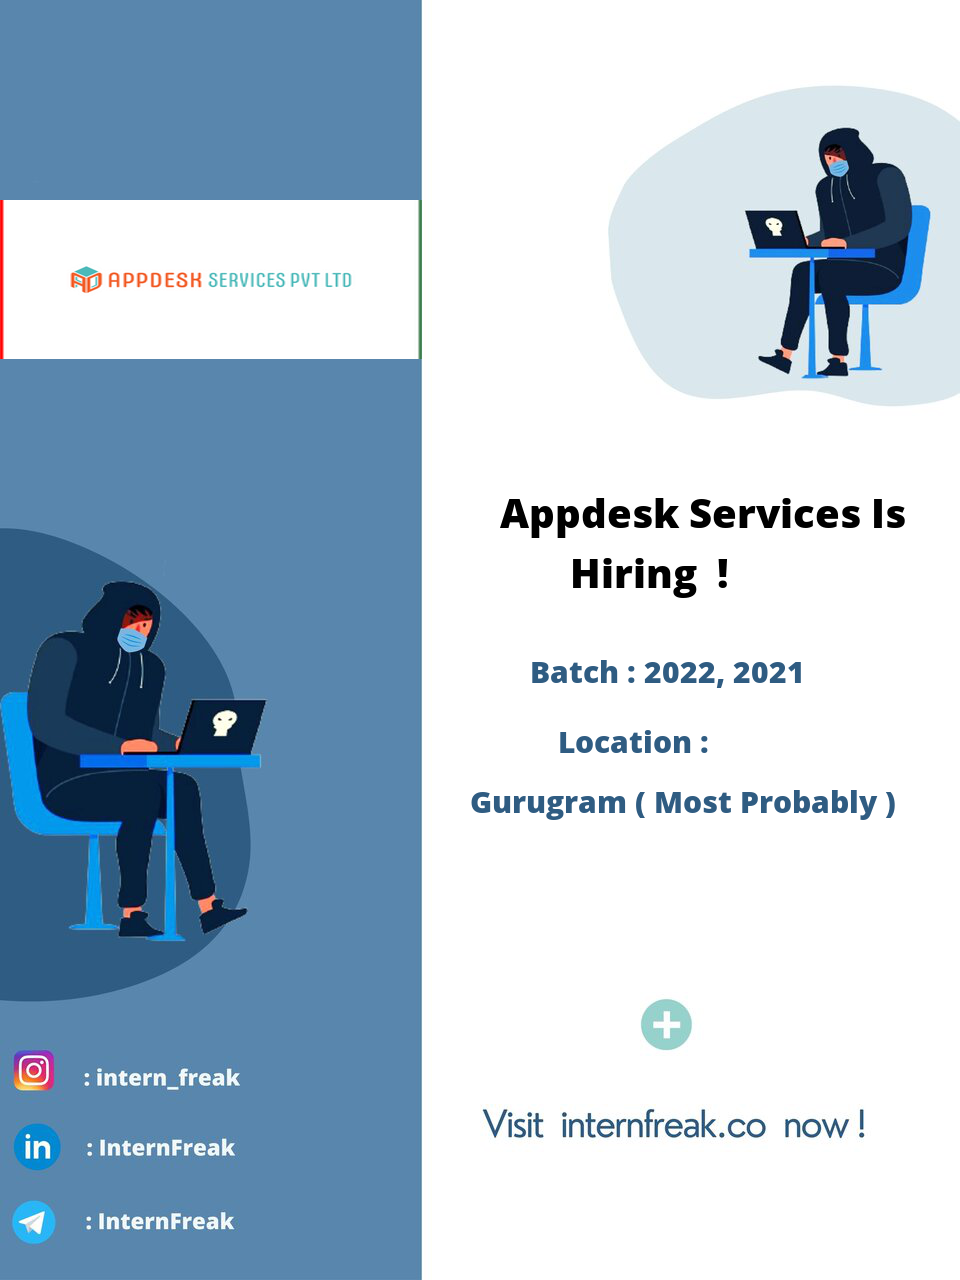 APPDESK SERVICES PVT LTD
Appdesk Services Is
Hiring !
Batch : 2022, 2021
Location :
Gurugram ( Most Probably )
: intern_freak
in : InternFreak
: InternFreak
Visit internfreak.co now !